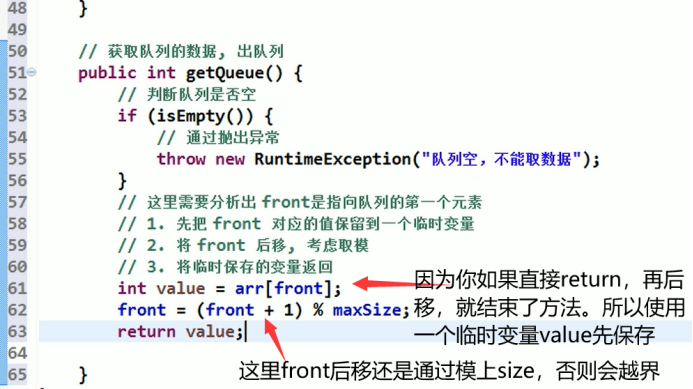 48 }
49
50 // 获取队列的数据, 出队列
51 public int getQueue() {
52 // 判断队列是否空
53 if (isEmpty()) {
54 // 通过抛出异常
55 throw new RuntimeException("队列空，不能取数据");
56 }
57 // 这里需要分析出 front是指向队列的第一个元素
58 // 1. 先把 front 对应的值保留到一个临时变量
59 // 2. 将 front 后移, 考虑取模
60 // 3. 将临时保存的变量返回
61 int value = arr[front];
62 front = (front + 1) % maxSize;
63 return value;
64
65 }
因为你如果直接return，再后
移，就结束了方法。所以使用
一个临时变量value先保存
这里front后移还是通过模上size，否则会越界